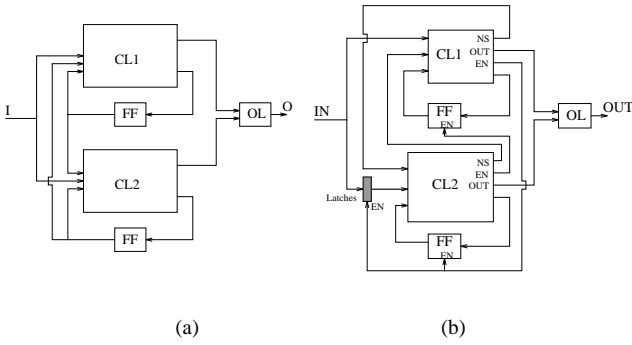 CL1
NS
OUT
EN
CL1
I
FF
OL
O
IN
FF
EN
OL
OUT
CL2
NS
EN
OUT
CL2
Latches
EN
FF
FF
EN
(a)
(b)